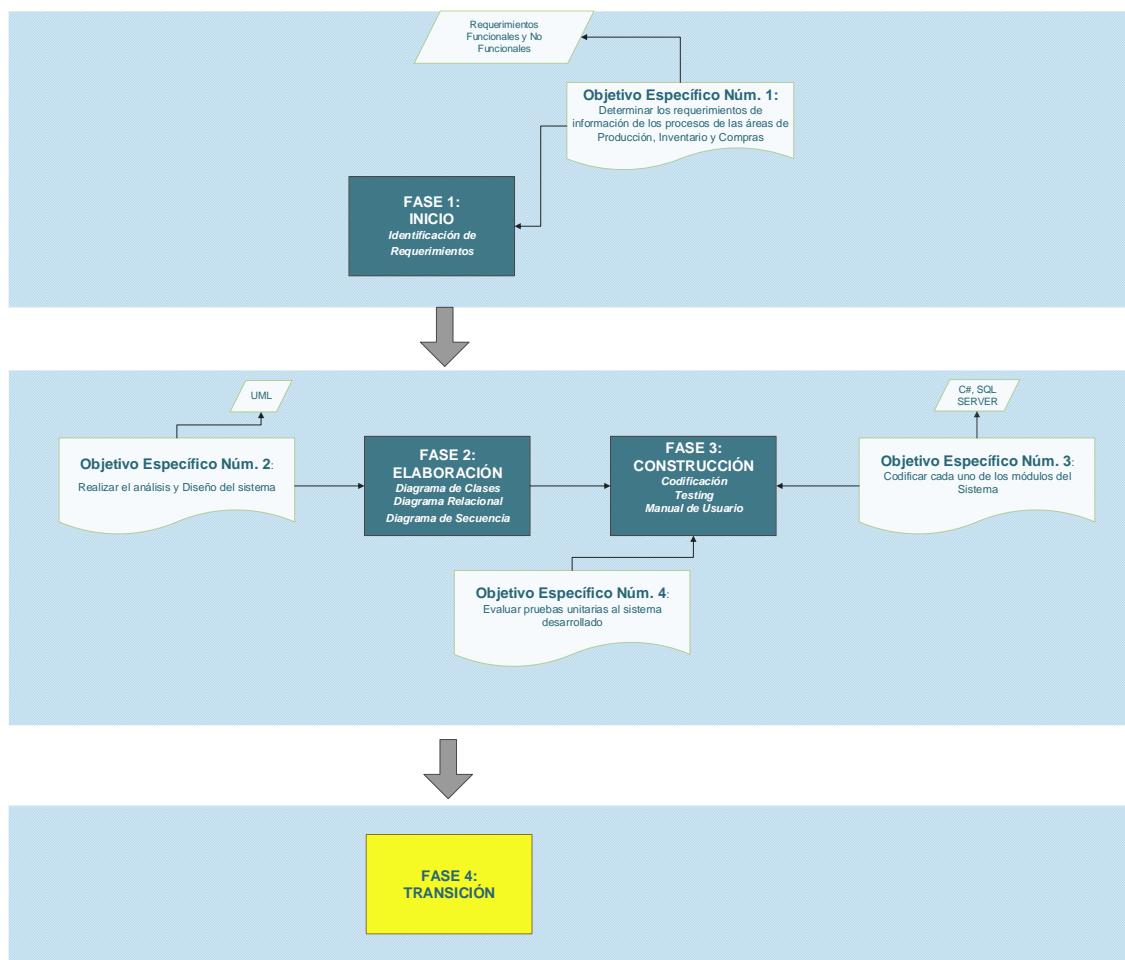 Requerimientos
Funcionales y No
Funcionales
Objetivo Específico Núm. 1:
Determinar los requerimientos de
información de los procesos de las áreas de
Producción, Inventario y Compras
FASE 1:
INICIO
Identificación de
Requerimientos
UML
C#, SQL
SERVER
Objetivo Específico Núm. 2:
Realizar el análisis y Diseño del sistema
FASE 2:
ELABORACIÓN
Diagrama de Clases
Diagrama Relacional
Diagrama de Secuencia
FASE 3:
CONSTRUCCIÓN
Codificación
Testing
Manual de Usuario
Objetivo Específico Núm. 3:
Codificar cada uno de los módulos del
Sistema
Objetivo Específico Núm. 4:
Evaluar pruebas unitarias al sistema
desarrollado
FASE 4:
TRANSICIÓN